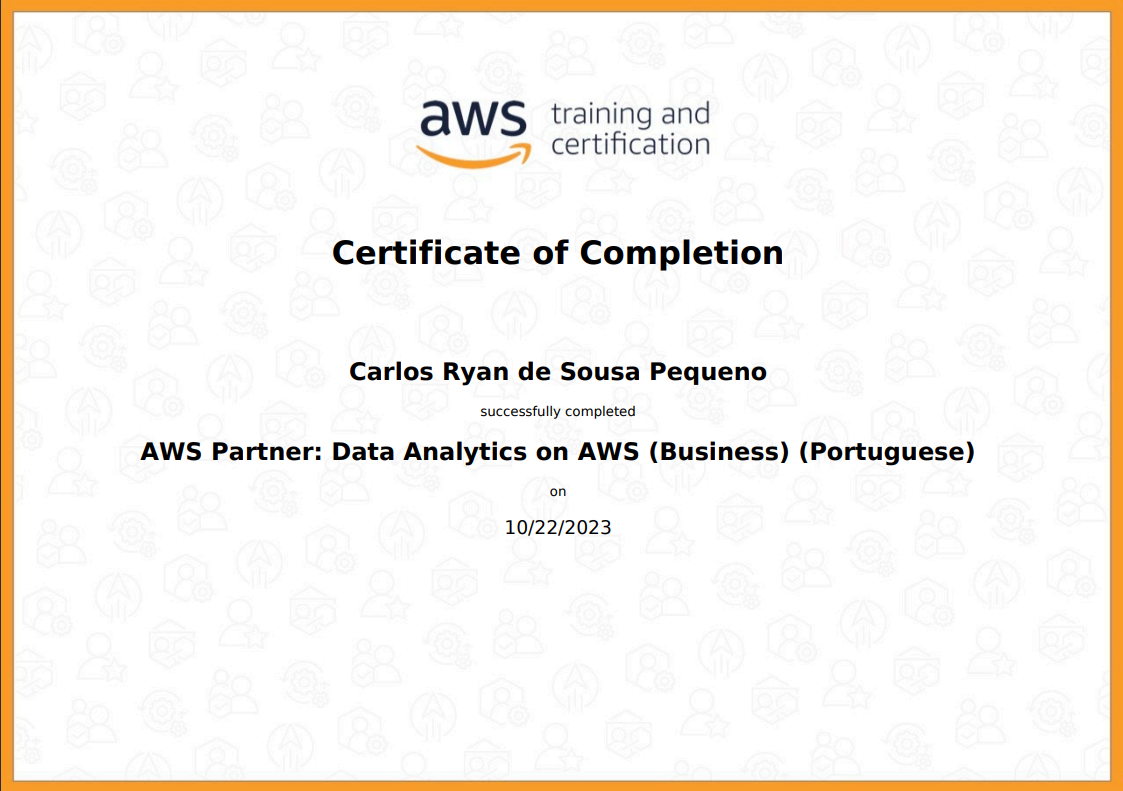 aws training and
certification
Certificate of Completion
Carlos Ryan de Sousa Pequeno
successfully completed
AWS Partner: Data Analytics on AWS (Business) (Portuguese)
on
10/22/2023